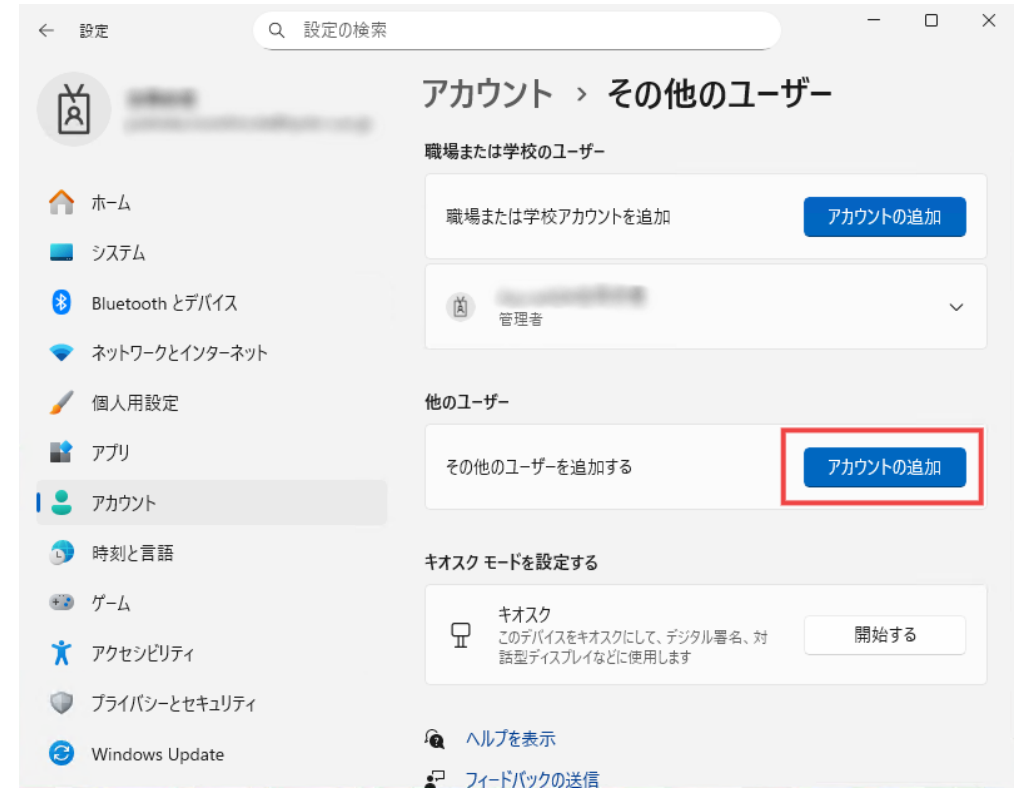 設定
設定の検索
アカウント › その他のユーザー
職場または学校のユーザー
職場または学校アカウントを追加
アカウントの追加
管理者
他のユーザー
その他のユーザーを追加する
アカウントの追加
キオスク モードを設定する
キオスク
このデバイスをキオスクにして、デジタル署名、対
話型ディスプレイなどに使用します
開始する
ヘルプを表示
フィードバックの送信
ホーム
システム
Bluetooth とデバイス
ネットワークとインターネット
個人用設定
アプリ
アカウント
時刻と言語
ゲーム
アクセシビリティ
プライバシーとセキュリティ
Windows Update